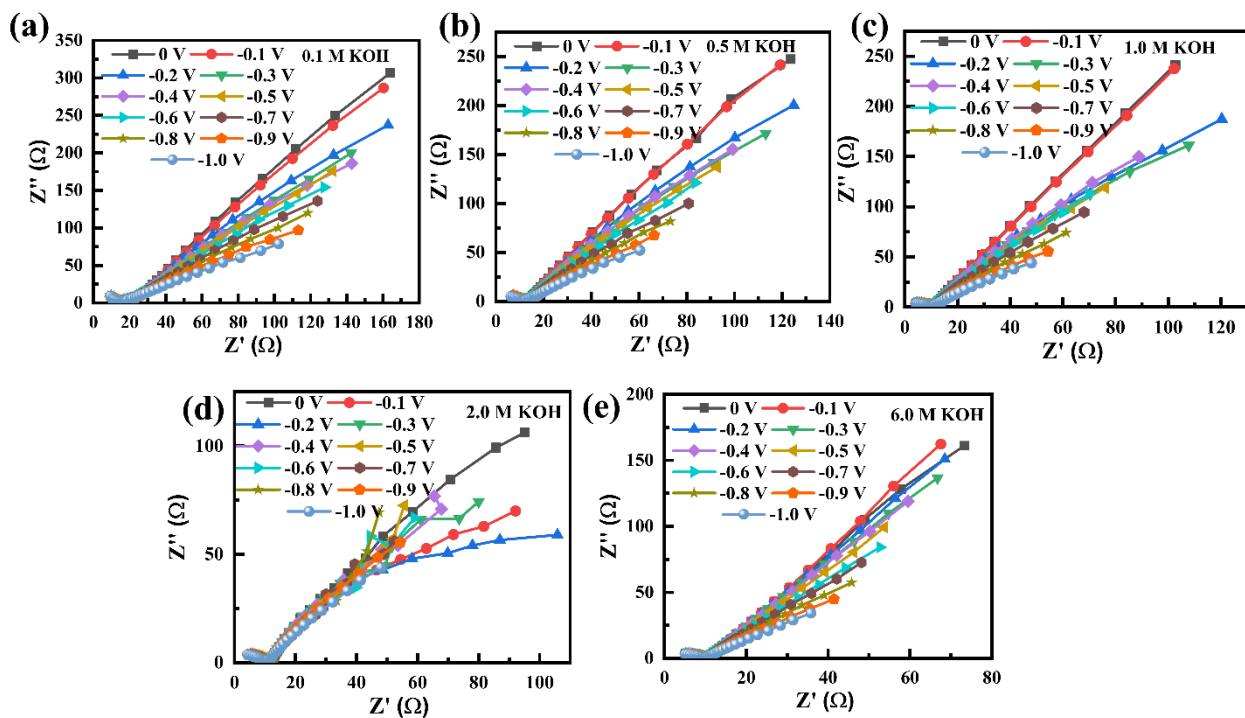 (a)
0.1 M KOH
0 V
-0.1 V
-0.2 V
-0.3 V
-0.4 V
-0.5 V
-0.6 V
-0.7 V
-0.8 V
-0.9 V
-1.0 V
350
300
250
200
150
100
50
0
0 20 40 60 80 100 120 140 160 180
Z'' (Ω)
Z' (Ω)
(b)
0.5 M KOH
0 V
-0.1 V
-0.2 V
-0.3 V
-0.4 V
-0.5 V
-0.6 V
-0.7 V
-0.8 V
-0.9 V
-1.0 V
250
200
150
100
50
0
0 20 40 60 80 100 120 140
Z'' (Ω)
Z' (Ω)
(c)
1.0 M KOH
0 V
-0.1 V
-0.2 V
-0.3 V
-0.4 V
-0.5 V
-0.6 V
-0.7 V
-0.8 V
-0.9 V
-1.0 V
250
200
150
100
50
0
0 20 40 60 80 100 120
Z'' (Ω)
Z' (Ω)
(d)
2.0 M KOH
0 V
-0.1 V
-0.2 V
-0.3 V
-0.4 V
-0.5 V
-0.6 V
-0.7 V
-0.8 V
-0.9 V
-1.0 V
100
50
0
0 20 40 60 80 100
Z'' (Ω)
Z' (Ω)
(e)
6.0 M KOH
0 V
-0.1 V
-0.2 V
-0.3 V
-0.4 V
-0.5 V
-0.6 V
-0.7 V
-0.8 V
-0.9 V
-1.0 V
200
150
100
50
0
0 20 40 60 80
Z'' (Ω)
Z' (Ω)